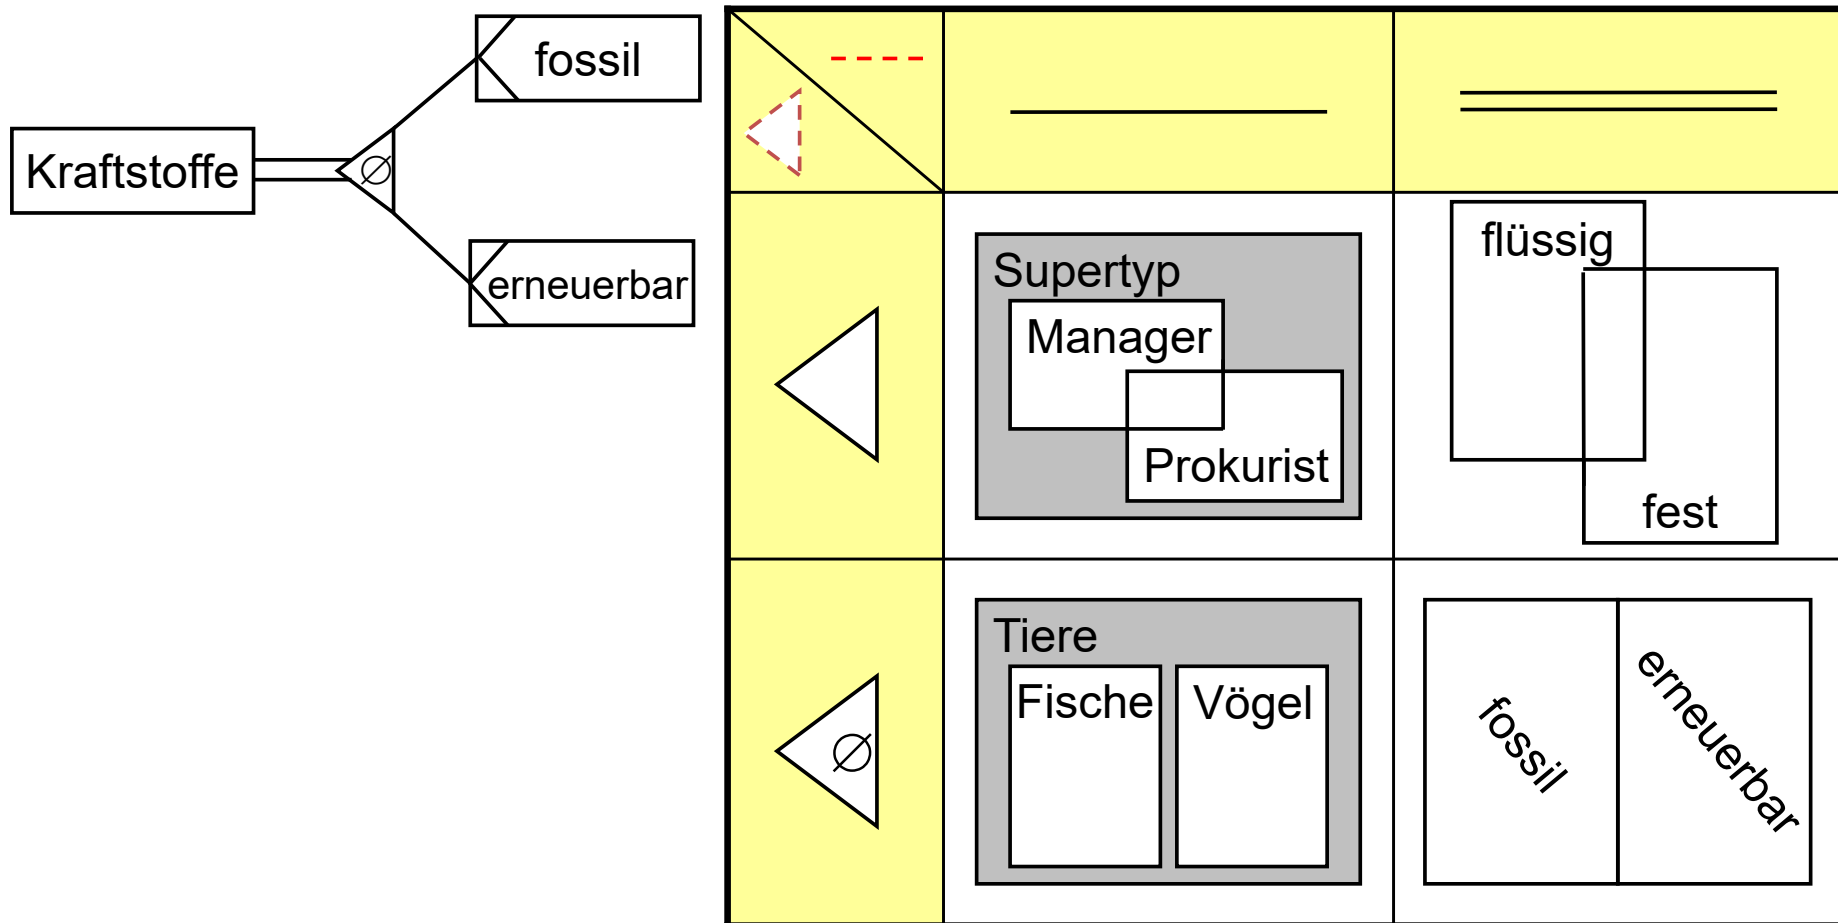 fossil
Kraftstoffe
∅
erneuerbar
flüssig
Supertyp
Manager
Prokurist
fest
Tiere
Fische
Vögel
∅
fossil
erneuerbar